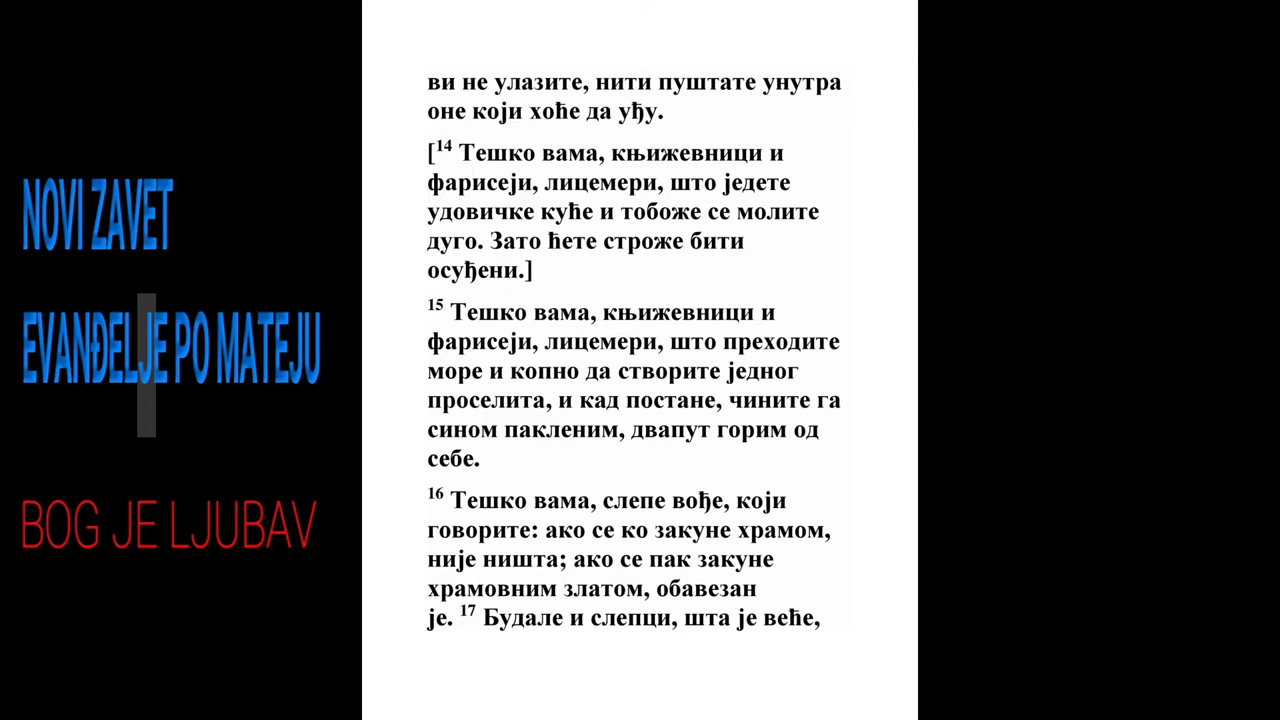 NOVI ZAVET
EVANĐELJE PO MATEJU
BOG JE LJUBAV
ви не улазите, нити пуштате унутра
оне који хоће да уђу.
[14 Тешко вама, књижевници и
фарисеји, лицемери, што једете
удовичке куће и тобоже се молите
дуго. Зато ћете строже бити
осуђени.]
15 Тешко вама, књижевници и
фарисеји, лицемери, што преходите
море и копно да створите једног
проселита, и кад постане, чините га
сином пакленим, двапут горим од
себе.
16 Тешко вама, слепе вође, који
говорите: ако се ко закуне храмом,
није ништа; ако се пак закуне
храмовним златом, обавезан
је. 17 Будале и слепци, шта је веће,